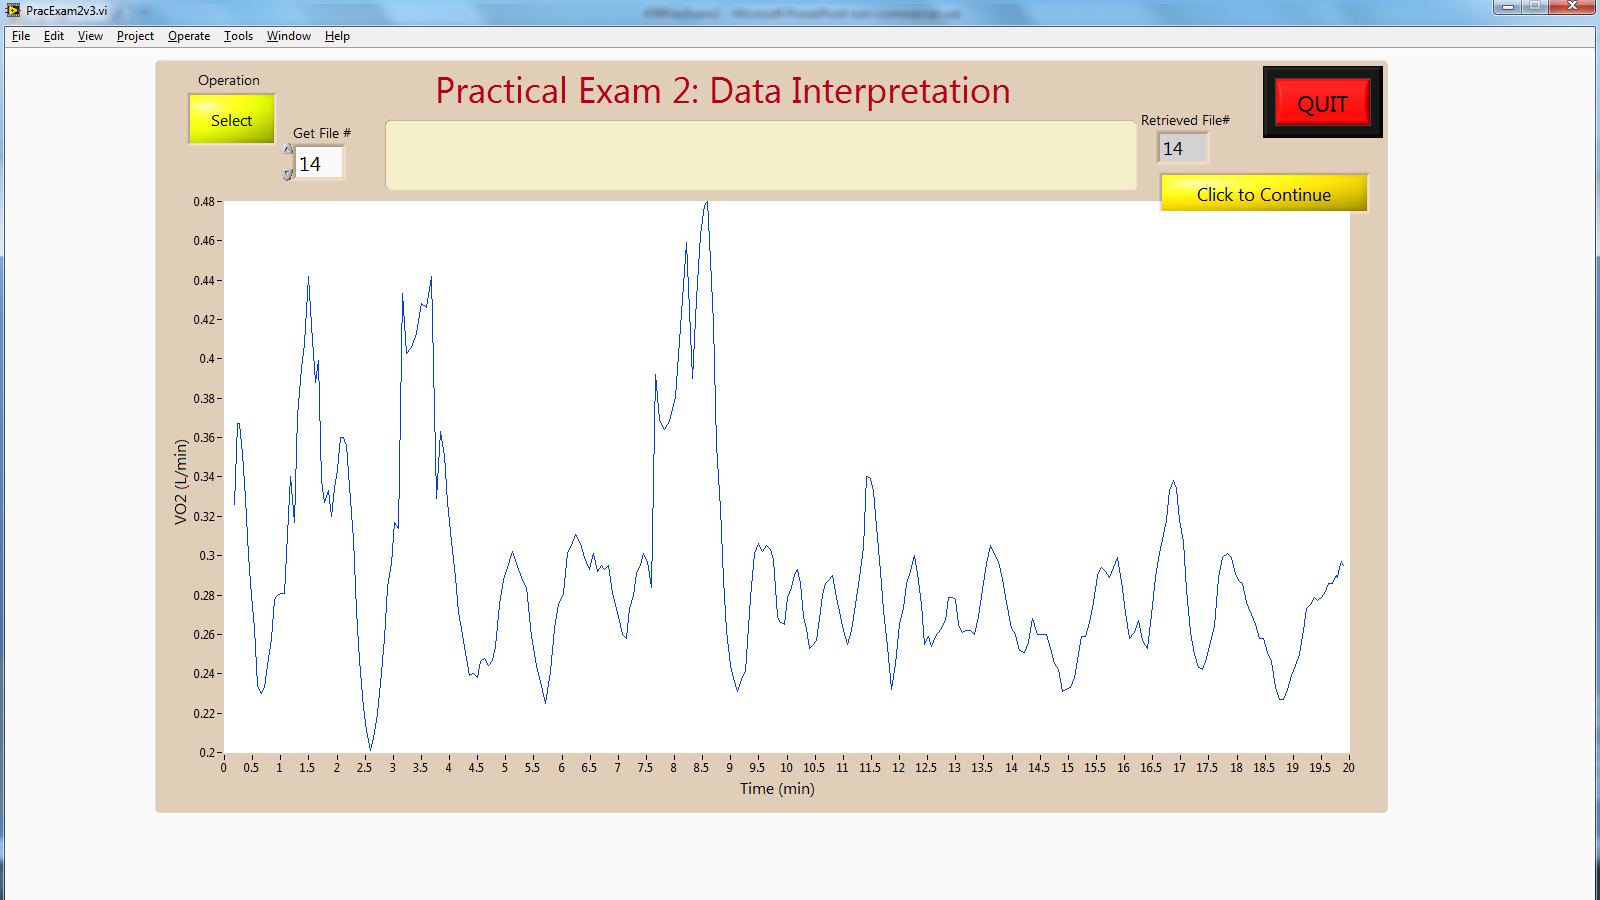 PracExam2v3.vi
File Edit View Project Operate Tools Window Help
Operation
Practical Exam 2: Data Interpretation
QUIT
Select
Get File #
14
Retrieved File#
14
Click to Continue
0.48
0.46
0.44
0.42
0.4
0.38
0.36
0.34
0.32
0.3
0.28
0.26
0.24
0.22
0.2
VO2 (L/min)
0 0.5 1 1.5 2 2.5 3 3.5 4 4.5 5 5.5 6 6.5 7 7.5 8 8.5 9 9.5 10 10.5 11 11.5 12 12.5 13 13.5 14 14.5 15 15.5 16 16.5 17 17.5 18 18.5 19 19.5 20
Time (min)